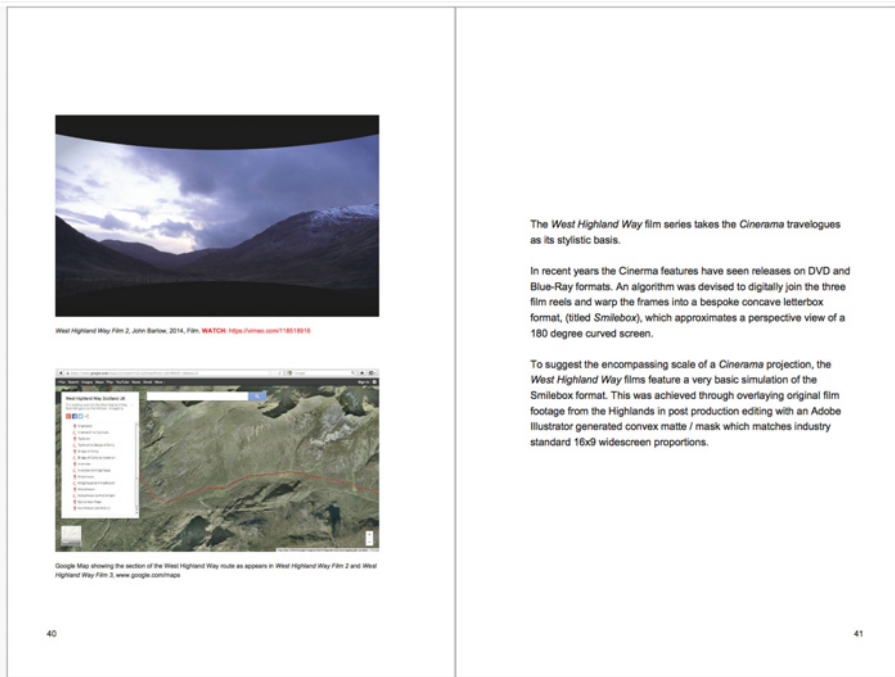 West Highland Way Film 2, John Barlow, 2014, Film. WATCH: https://vimeo.com/118518916
West Highland Way Scotland UK
Google Map showing the section of the West Highland Way route as appears in West Highland Way Film 2 and West
Highland Way Film 3, www.google.com/maps
40
The West Highland Way film series takes the Cinerama travelogues
as its stylistic basis.
In recent years the Cinerma features have seen releases on DVD and
Blue-Ray formats. An algorithm was devised to digitally join the three
film reels and warp the frames into a bespoke concave letterbox
format, (titled Smilebox), which approximates a perspective view of a
180 degree curved screen.
To suggest the encompassing scale of a Cinerama projection, the
West Highland Way films feature a very basic simulation of the
Smilebox format. This was achieved through overlaying original film
footage from the Highlands in post production editing with an Adobe
Illustrator generated convex matte / mask which matches industry
standard 16x9 widescreen proportions.
41